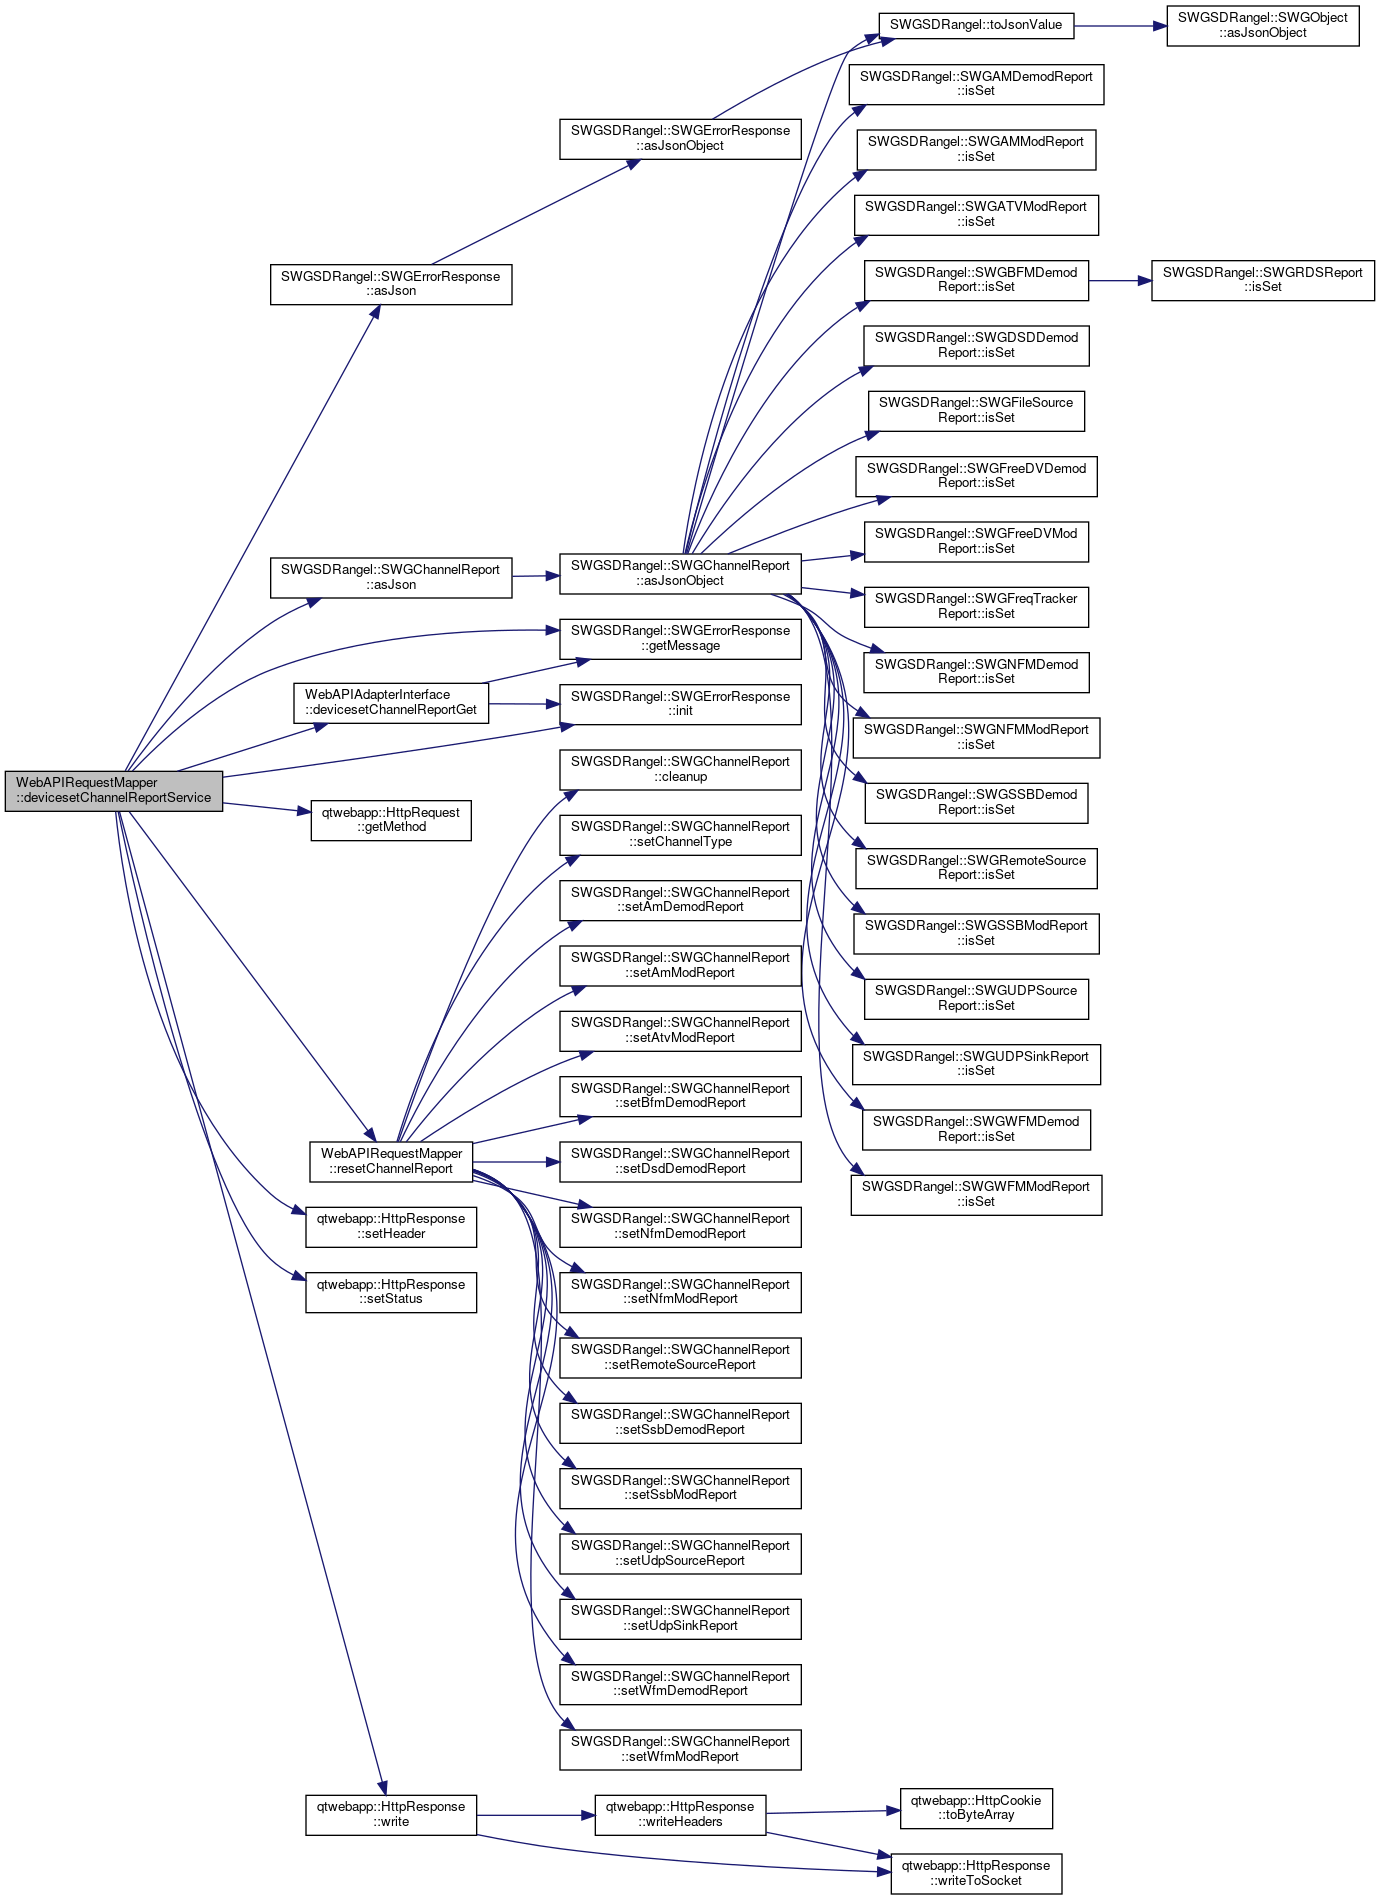 WebAPIRequestMapper
::devicesetChannelReportService
SWGSDRangel::SWGErrorResponse
::asJson
SWGSDRangel::SWGChannelReport
::asJson
WebAPIAdapterInterface
::devicesetChannelReportGet
qtwebapp::HttpRequest
::getMethod
WebAPIRequestMapper
::resetChannelReport
qtwebapp::HttpResponse
::setHeader
qtwebapp::HttpResponse
::setStatus
qtwebapp::HttpResponse
::write
SWGSDRangel::SWGErrorResponse
::asJsonObject
SWGSDRangel::SWGChannelReport
::asJsonObject
SWGSDRangel::SWGErrorResponse
::getMessage
SWGSDRangel::SWGErrorResponse
::init
SWGSDRangel::SWGChannelReport
::cleanup
SWGSDRangel::SWGChannelReport
::setChannelType
SWGSDRangel::SWGChannelReport
::setAmDemodReport
SWGSDRangel::SWGChannelReport
::setAmModReport
SWGSDRangel::SWGChannelReport
::setAtvModReport
SWGSDRangel::SWGChannelReport
::setBfmDemodReport
SWGSDRangel::SWGChannelReport
::setDsdDemodReport
SWGSDRangel::SWGChannelReport
::setNfmDemodReport
SWGSDRangel::SWGChannelReport
::setNfmModReport
SWGSDRangel::SWGChannelReport
::setRemoteSourceReport
SWGSDRangel::SWGChannelReport
::setSsbDemodReport
SWGSDRangel::SWGChannelReport
::setSsbModReport
SWGSDRangel::SWGChannelReport
::setUdpSourceReport
SWGSDRangel::SWGChannelReport
::setUdpSinkReport
SWGSDRangel::SWGChannelReport
::setWfmDemodReport
SWGSDRangel::SWGChannelReport
::setWfmModReport
qtwebapp::HttpResponse
::writeHeaders
SWGSDRangel::toJsonValue
SWGSDRangel::SWGAMDemodReport
::isSet
SWGSDRangel::SWGAMModReport
::isSet
SWGSDRangel::SWGATVModReport
::isSet
SWGSDRangel::SWGBFMDemod
Report::isSet
SWGSDRangel::SWGDSDDemod
Report::isSet
SWGSDRangel::SWGFileSource
Report::isSet
SWGSDRangel::SWGFreeDVDemod
Report::isSet
SWGSDRangel::SWGFreeDVMod
Report::isSet
SWGSDRangel::SWGFreqTracker
Report::isSet
SWGSDRangel::SWGNFMDemod
Report::isSet
SWGSDRangel::SWGNFMModReport
::isSet
SWGSDRangel::SWGSSBDemod
Report::isSet
SWGSDRangel::SWGRemoteSource
Report::isSet
SWGSDRangel::SWGSSBModReport
::isSet
SWGSDRangel::SWGUDPSource
Report::isSet
SWGSDRangel::SWGUDPSinkReport
::isSet
SWGSDRangel::SWGWFMDemod
Report::isSet
SWGSDRangel::SWGWFMModReport
::isSet
qtwebapp::HttpCookie
::toByteArray
qtwebapp::HttpResponse
::writeToSocket
SWGSDRangel::SWGObject
::asJsonObject
SWGSDRangel::SWGRDSReport
::isSet